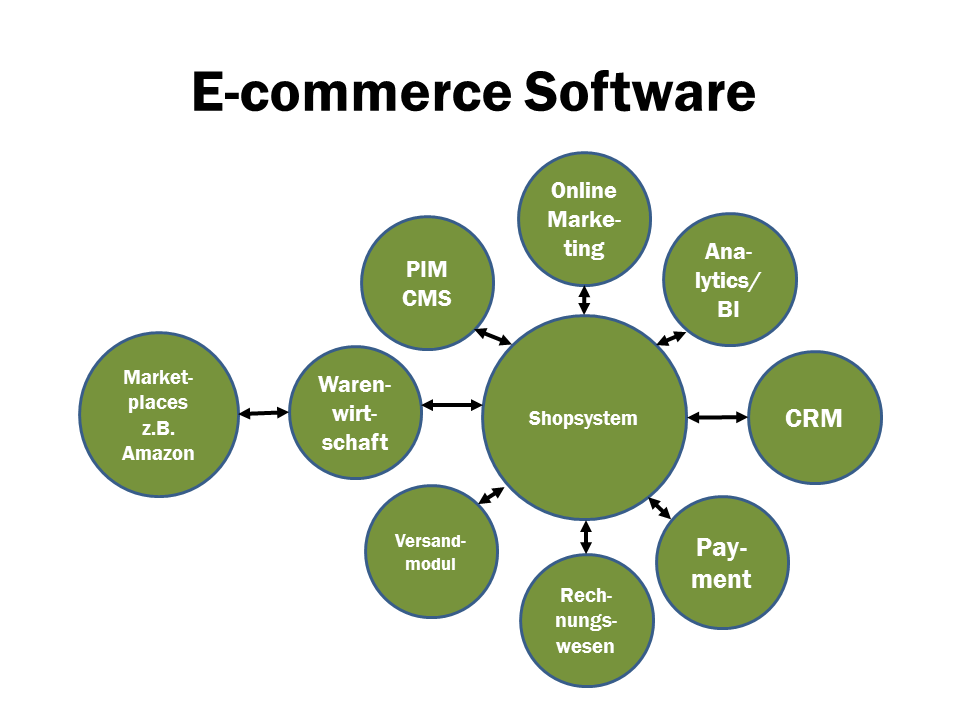 E-commerce Software
Online
Marke-
ting
Ana-
lytics/
BI
PIM
CMS
Market-
places
z.B.
Amazon
Waren-
wirt-
schaft
Shopsystem
CRM
Versand-
modul
Rech-
nungs-
wesen
Pay-
ment